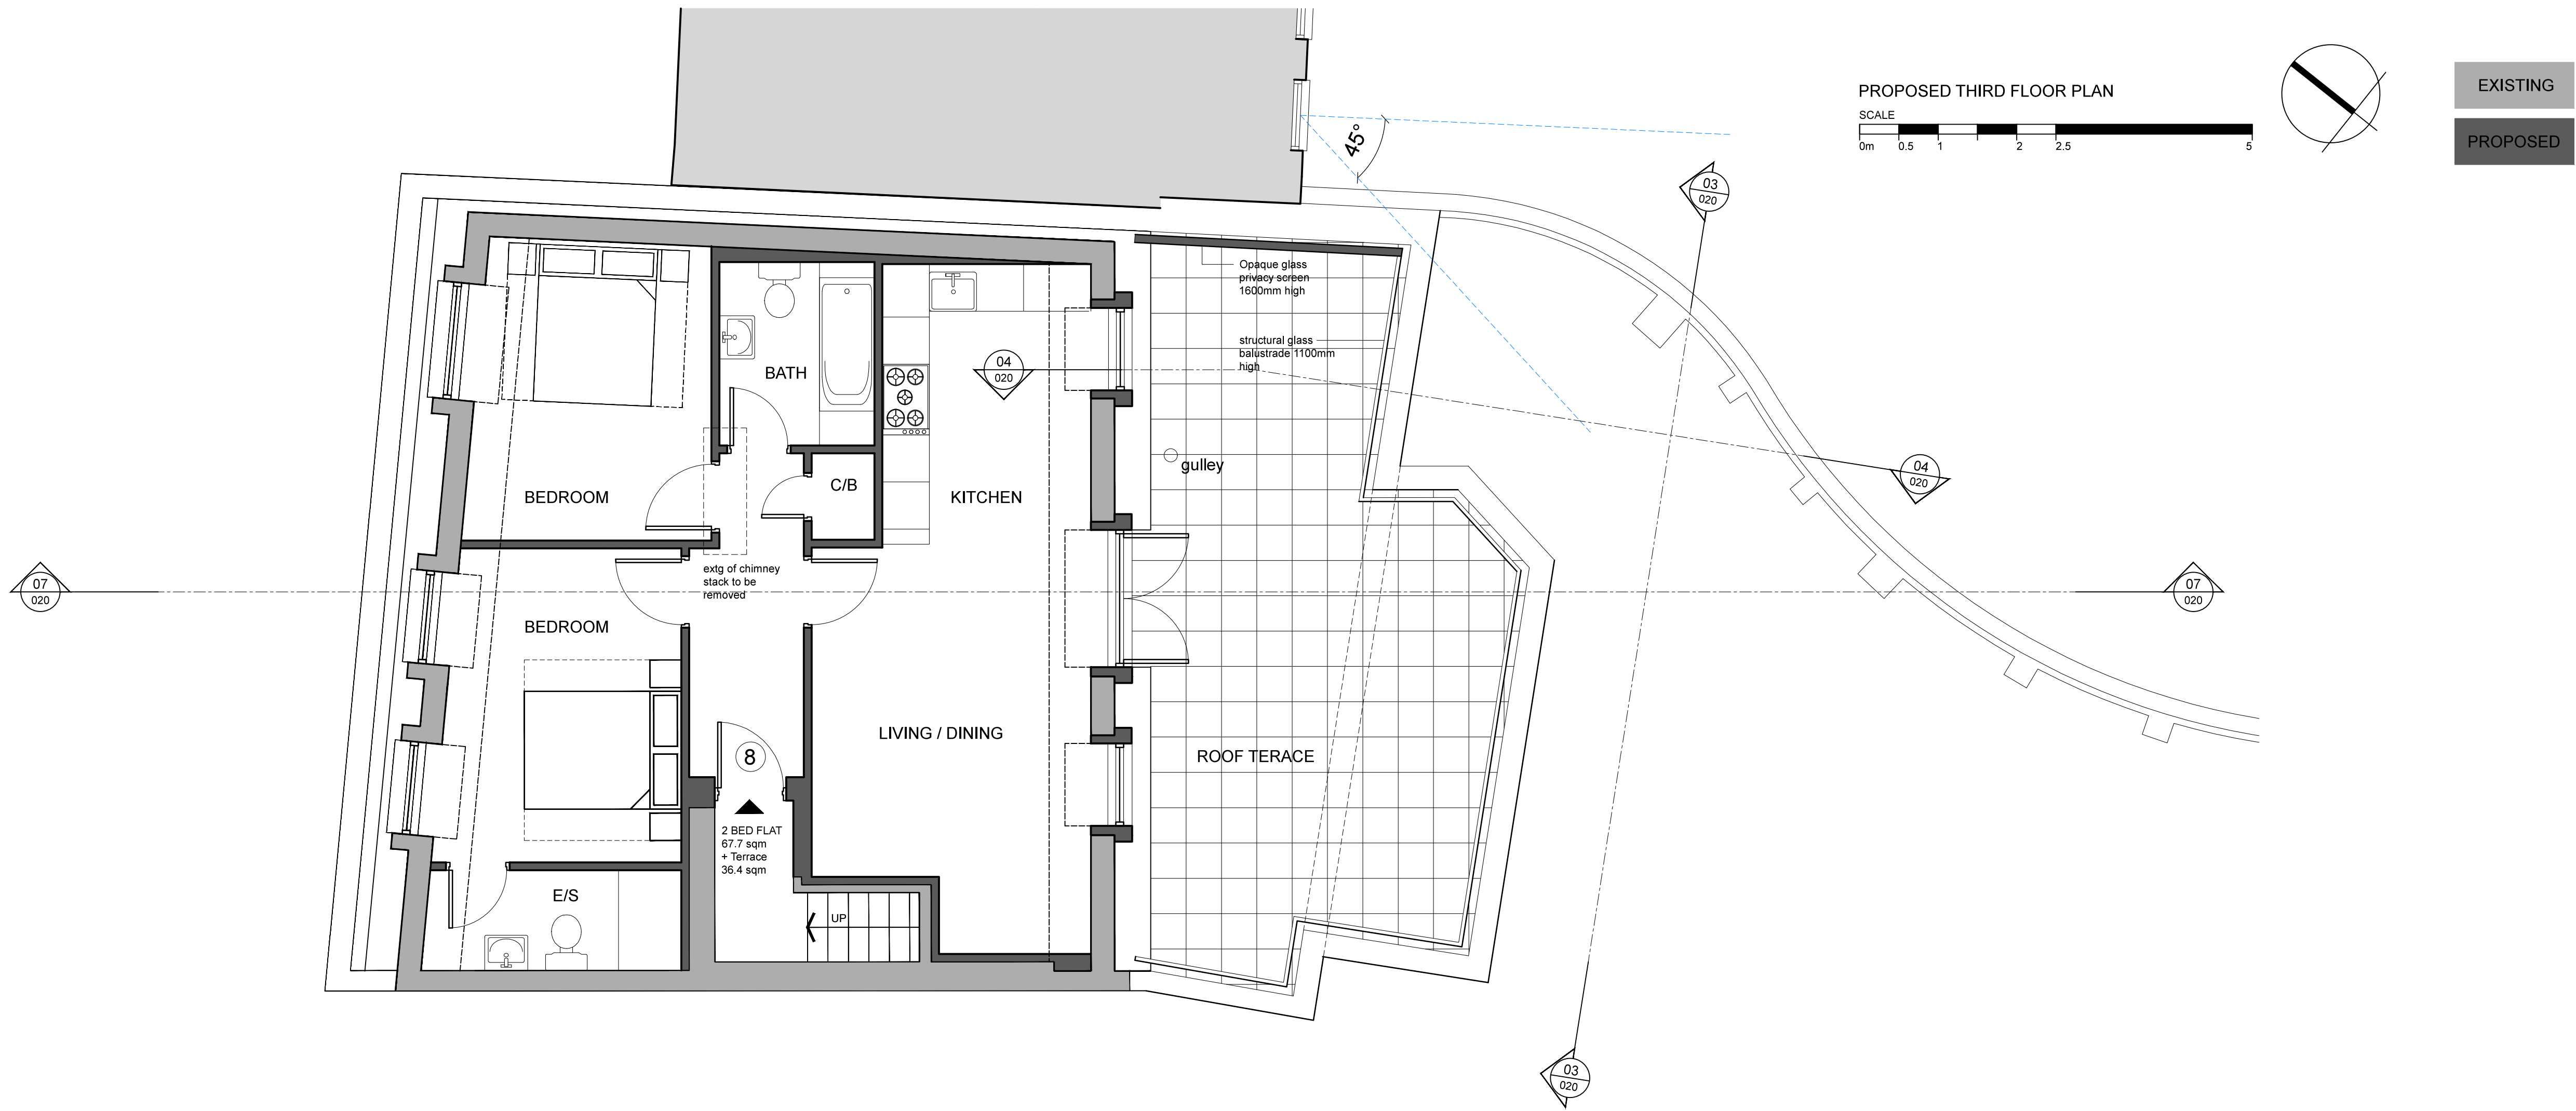 PROPOSED THIRD FLOOR PLAN
SCALE
0m 0.5 1 2 2.5 5
EXISTING
PROPOSED
45°
03
020
Opaque glass
privacy screen
1600mm high
structural glass
balustrade 1100mm
high
04
020
BATH
C/B
KITCHEN
BEDROOM
gulley
04
020
extg of chimney
stack to be
removed
07
020
07
020
BEDROOM
LIVING / DINING
8
ROOF TERACE
2 BED FLAT
67.7 sqm
+ Terrace
36.4 sqm
E/S
UP
03
020